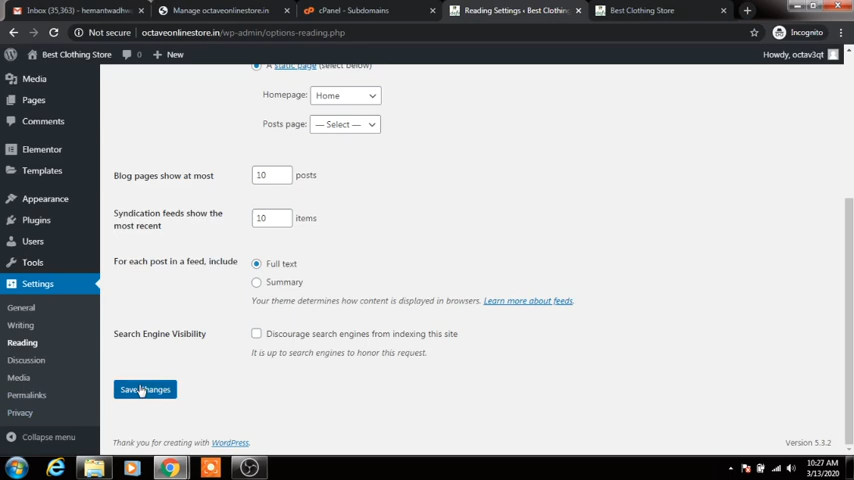 Inbox (35,363) - hemantwadhw
Manage octaveonlinestore.in
cPanel - Subdomains
Reading Settings ‹ Best Clothing
Best Clothing Store
Not secure | octaveonlinestore.in/wp-admin/options-reading.php
Incognito
Best Clothing Store
0
New
Howdy, octav3qt
Media
Pages
Comments
Elementor
Templates
Appearance
Plugins
Users
Tools
Settings
General
Writing
Reading
Discussion
Media
Permalinks
Privacy
Collapse menu
A static page (select below)
Homepage: Home
Posts page: — Select —
Blog pages show at most 10 posts
Syndication feeds show the
most recent
10 items
For each post in a feed, include
Full text
Summary
Your theme determines how content is displayed in browsers. Learn more about feeds.
Search Engine Visibility
Discourage search engines from indexing this site
It is up to search engines to honor this request.
Save Changes
Thank you for creating with WordPress.
Version 5.3.2
10:27 AM
3/13/2020